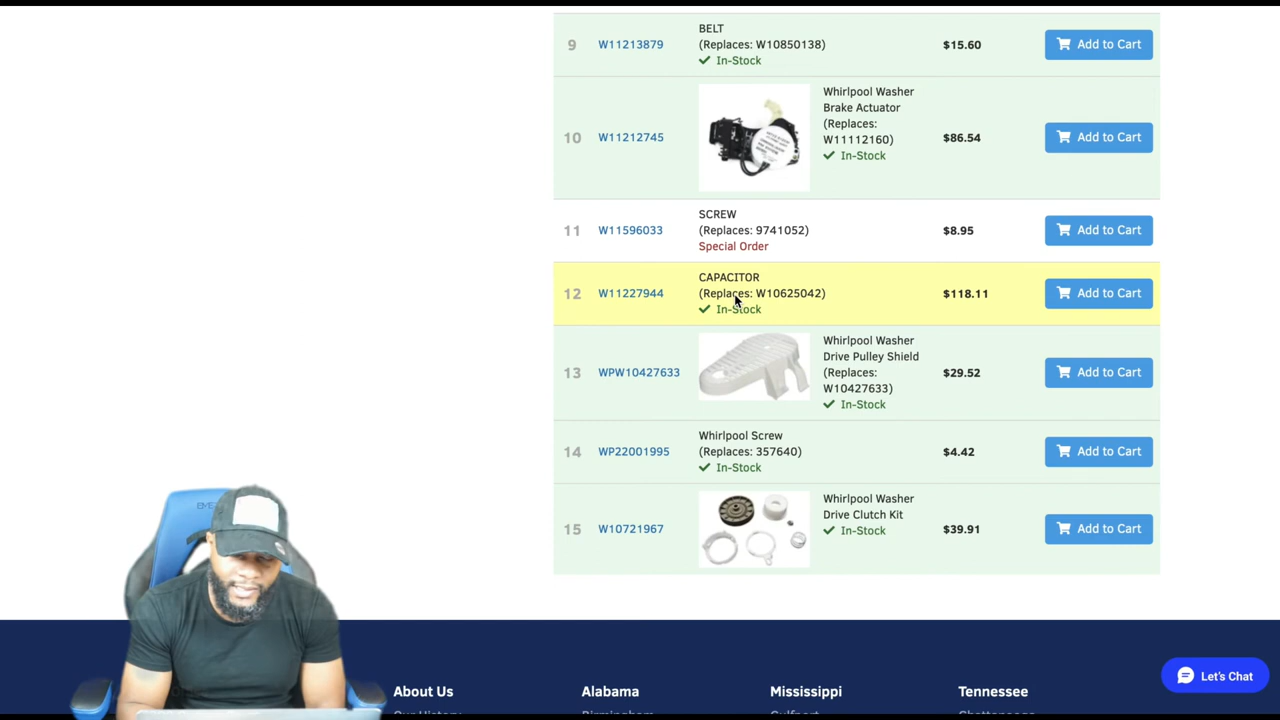 9
W11213879
BELT
(Replaces: W10850138)
In-Stock
$15.60
Add to Cart
10
W11212745
Whirlpool Washer
Brake Actuator
(Replaces:
W11112160)
In-Stock
$86.54
Add to Cart
11
W11596033
SCREW
(Replaces: 9741052)
Special Order
$8.95
Add to Cart
12
W11227944
CAPACITOR
(Replaces: W10625042)
In-Stock
$118.11
Add to Cart
13
WPW10427633
Whirlpool Washer
Drive Pulley Shield
(Replaces:
W10427633)
In-Stock
$29.52
Add to Cart
14
WP22001995
Whirlpool Screw
(Replaces: 357640)
In-Stock
$4.42
Add to Cart
15
W10721967
Whirlpool Washer
Drive Clutch Kit
In-Stock
$39.91
Add to Cart
Let's Chat
About Us
Alabama
Mississippi
Tennessee
Our History
Birmingham